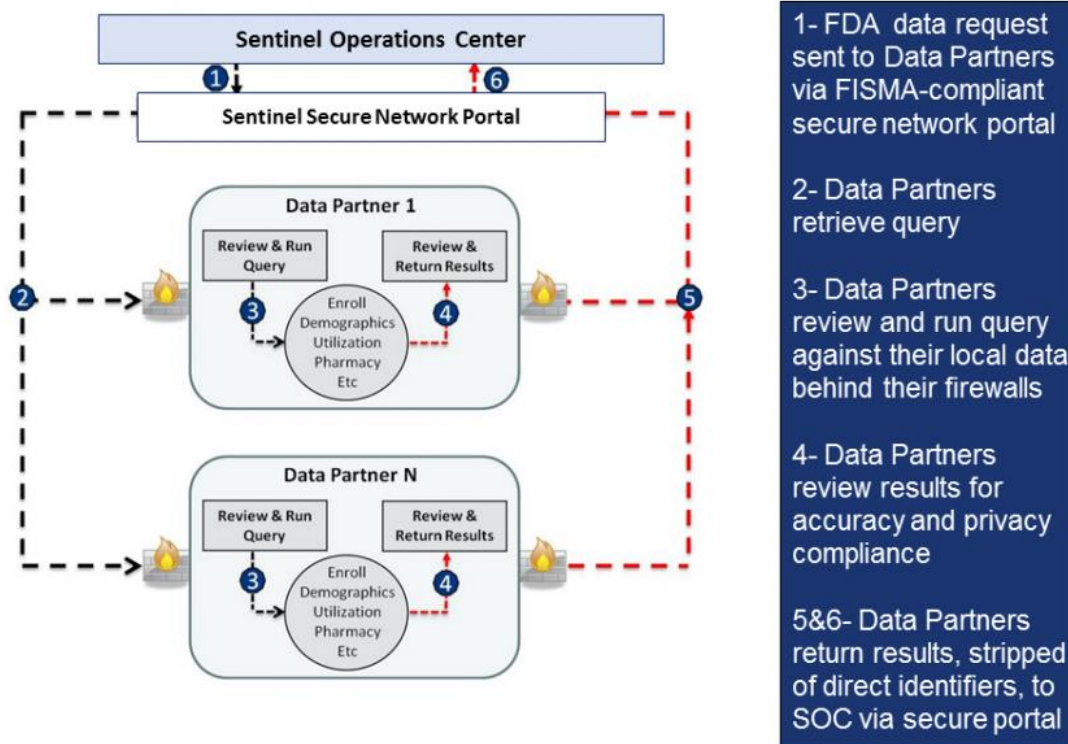 Sentinel Operations Center
1
6
Sentinel Secure Network Portal
2
5
Data Partner 1
Review & Run
Query
Review &
Return Results
3
4
Enroll
Demographics
Utilization
Pharmacy
Etc
Data Partner N
Review & Run
Query
Review &
Return Results
3
4
Enroll
Demographics
Utilization
Pharmacy
Etc
1- FDA data request
sent to Data Partners
via FISMA-compliant
secure network portal
2- Data Partners
retrieve query
3- Data Partners
review and run query
against their local data
behind their firewalls
4- Data Partners
review results for
accuracy and privacy
compliance
5&6- Data Partners
return results, stripped
of direct identifiers, to
SOC via secure portal